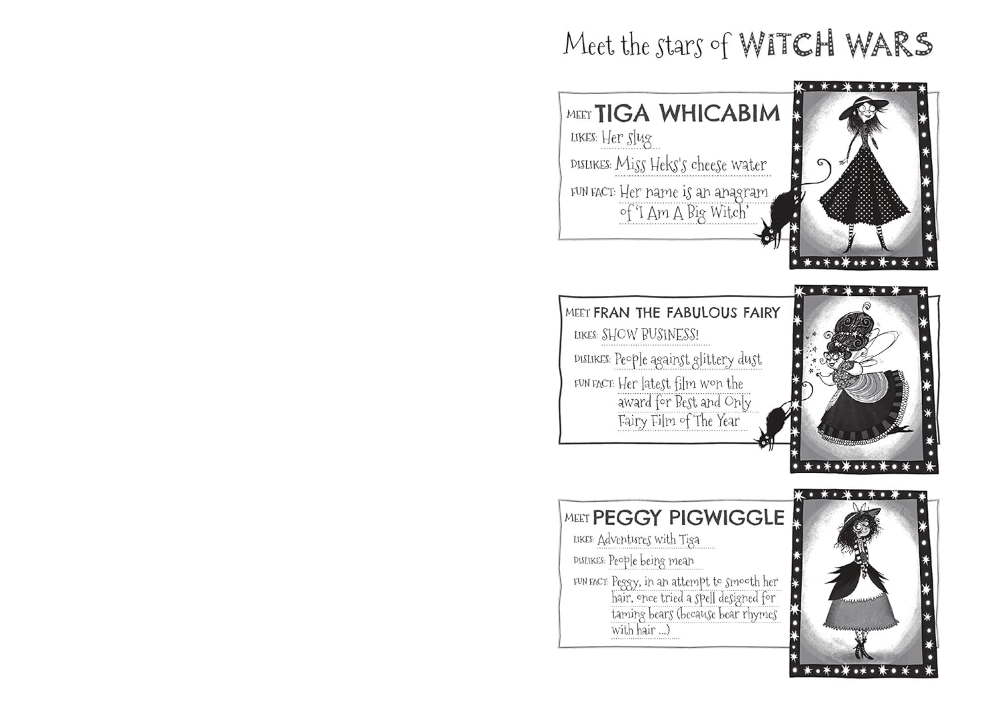 Meet the stars of WiTCH WARS
MEET TIGA WHICABIM
LIKES: Her slug
DISLIKES: Miss Heks's cheese water
FUN FACT: Her name is an anagram
of 'I Am A Big Witch'
MEET FRAN THE FABULOUS FAIRY
LIKES: SHOW BUSINESS!
DISLIKES: People against glittery dust
FUN FACT: Her latest film won the
award for Best and Only
Fairy Film of The Year
MEET PEGGY PIGWIGGLE
LIKES: Adventures with Tiga
DISLIKES: People being mean
FUN FACT: Peggy, in an attempt to smooth her
hair, once tried a spell designed for
taming bears (because bear rhymes
with hair ...)